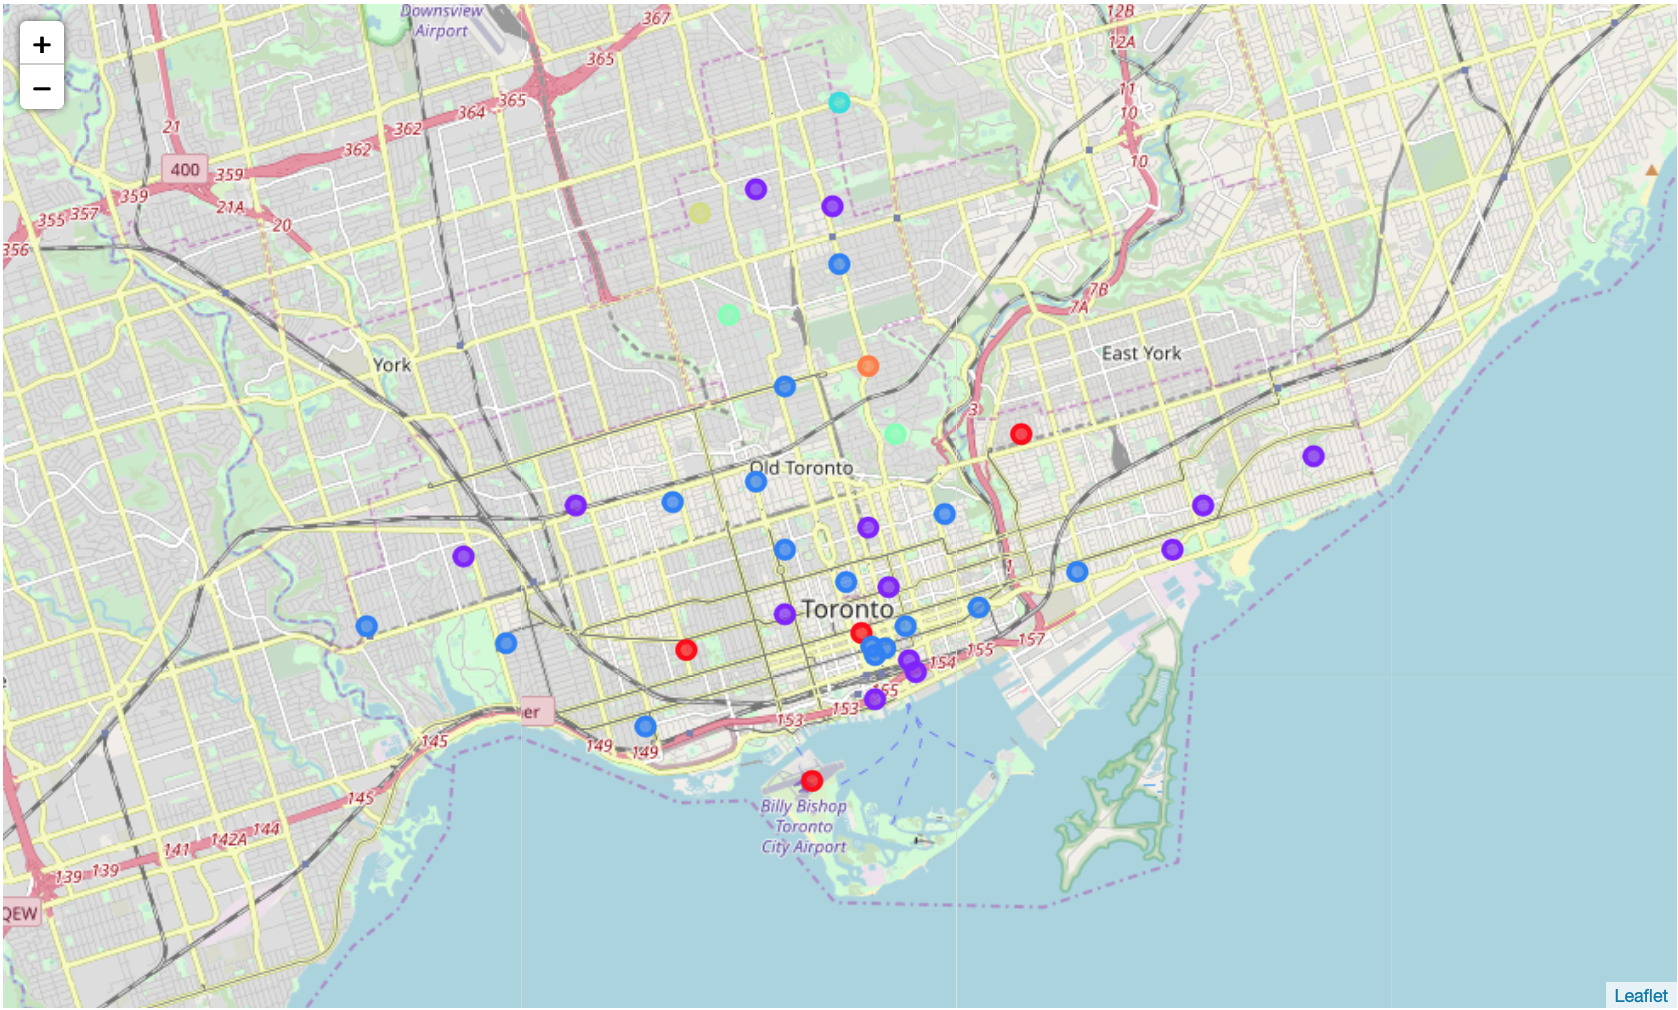 +
−
Downsview
Airport
367
12B
12A
365
365
364
362
362
21
400
359
359
21A
20
357
355
356
11
10
10
7B
7A
York
East York
3
Old Toronto
1
Toronto
157
155
154
155
153
153
er
149
149
145
145
144
142A
141
139
139
QEW
Billy Bishop
Toronto
City Airport
Leaflet